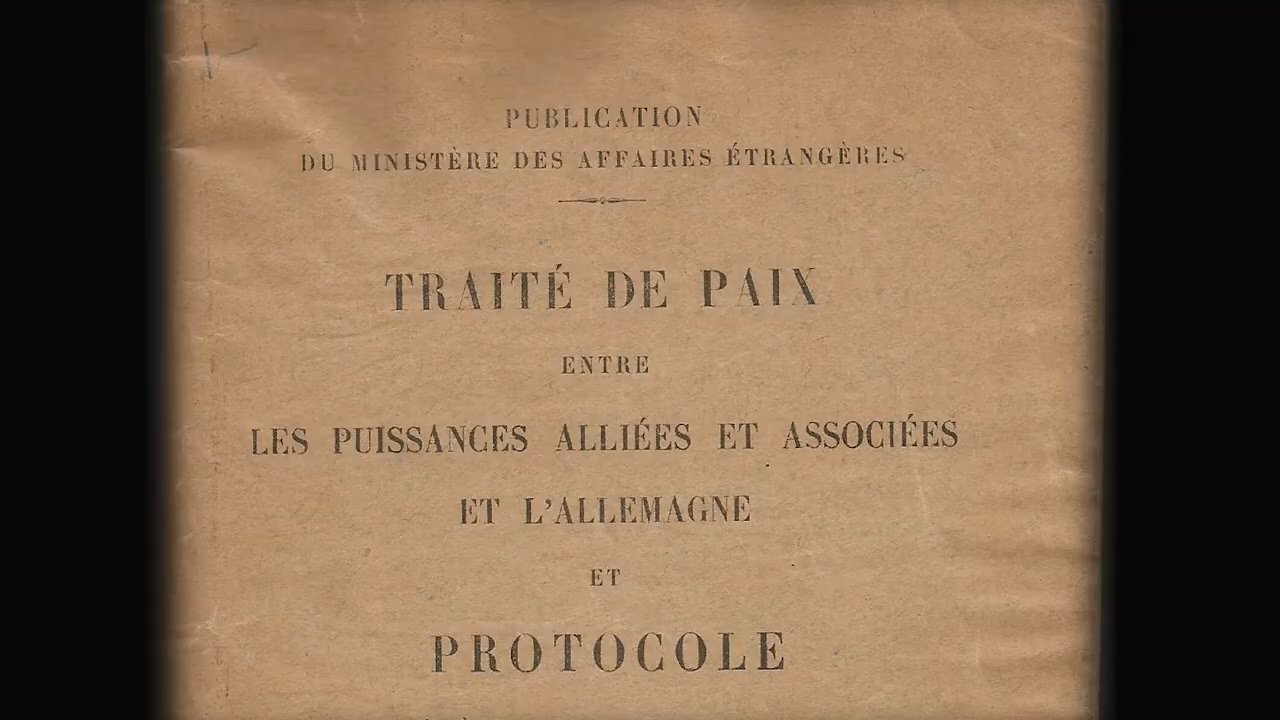 PUBLICATION
DU MINISTÈRE DES AFFAIRES ÉTRANGÈRES
TRAITÉ DE PAIX
ENTRE
LES PUISSANCES ALLIÉES ET ASSOCIÉES
ET L'ALLEMAGNE
ET
PROTOCOLE